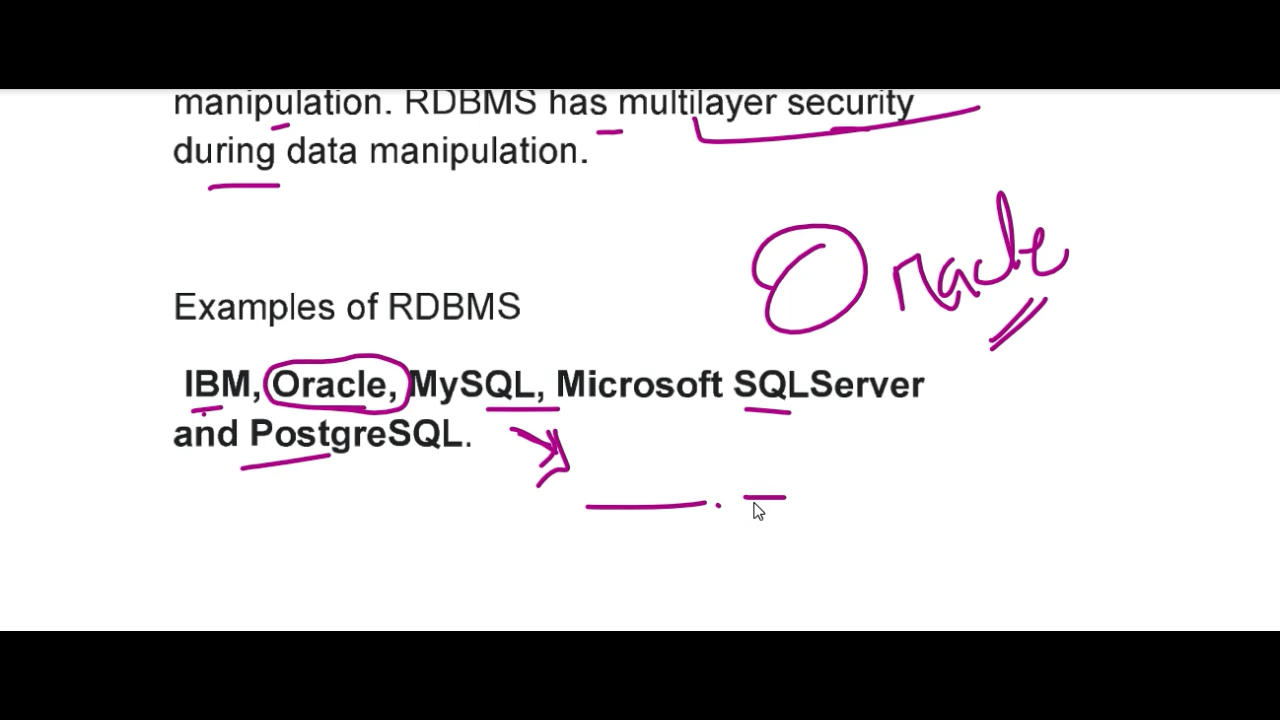 manipulation. RDBMS has multilayer security
during data manipulation.
Oracle
Examples of RDBMS
IBM, Oracle, MySQL, Microsoft SQLServer
and PostgreSQL.